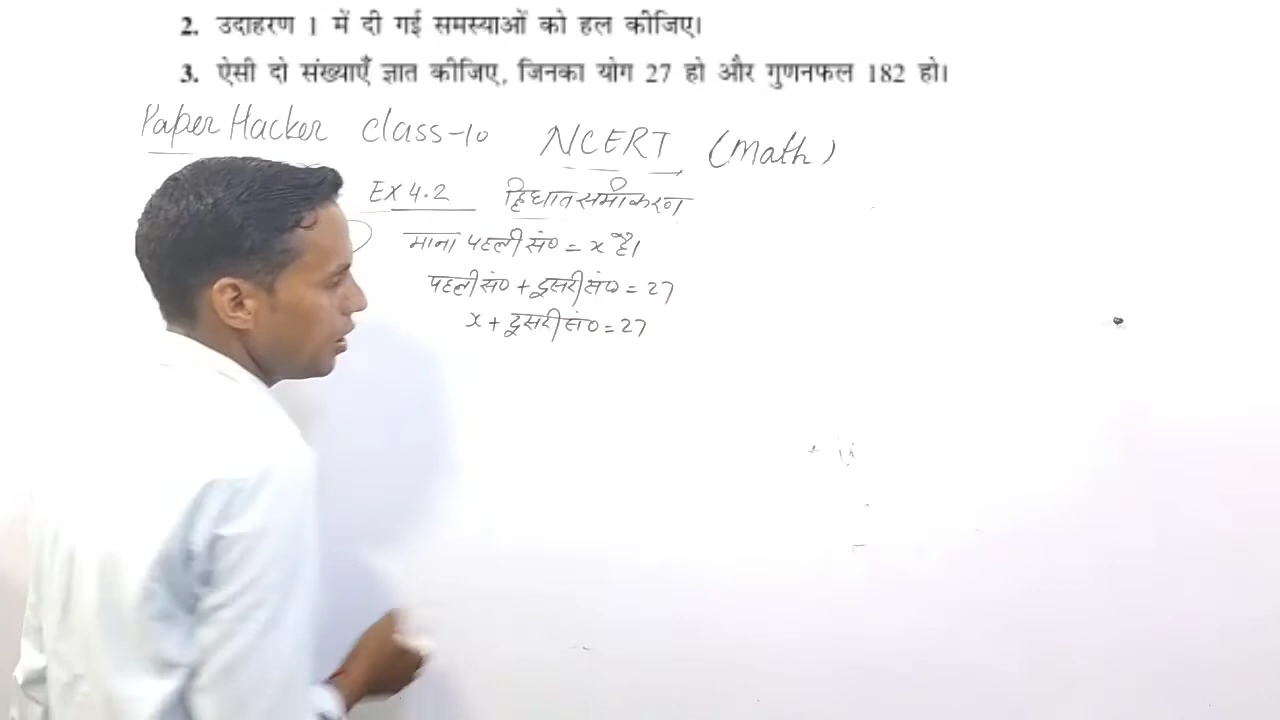 2. उदाहरण 1 में दी गई समस्याओं को हल कीजिए।
3. ऐसी दो संख्याएँ ज्ञात कीजिए, जिनका योग 27 हो और गुणनफल 182 हो।
Paper Hacker class-10 NCERT (math)
Ex 4.2 द्विघात समीकरण
माना पहली सं० = x है।
पहली सं० + दूसरी सं० = 27
x + दूसरी सं० = 27